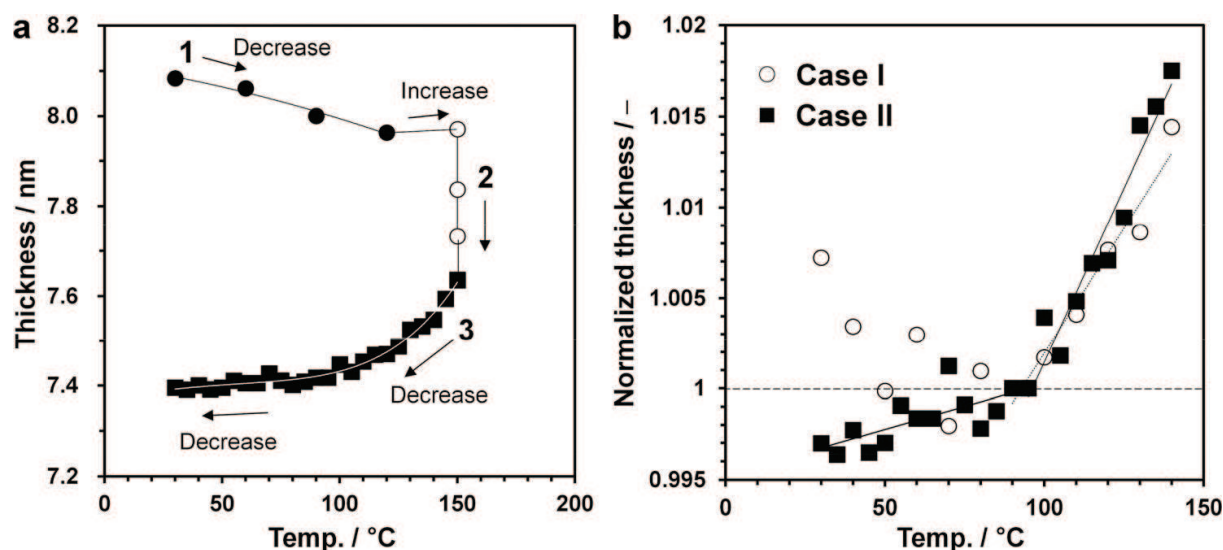 a
8.2
8.0
7.8
7.6
7.4
7.2
Thickness / nm
1
Decrease
Increase
2
3
Decrease
Decrease
0
50
100
150
200
Temp. / °C
b
1.02
1.015
1.01
1.005
1
0.995
Normalized thickness / –
Case I
Case II
0
50
100
150
Temp. / °C